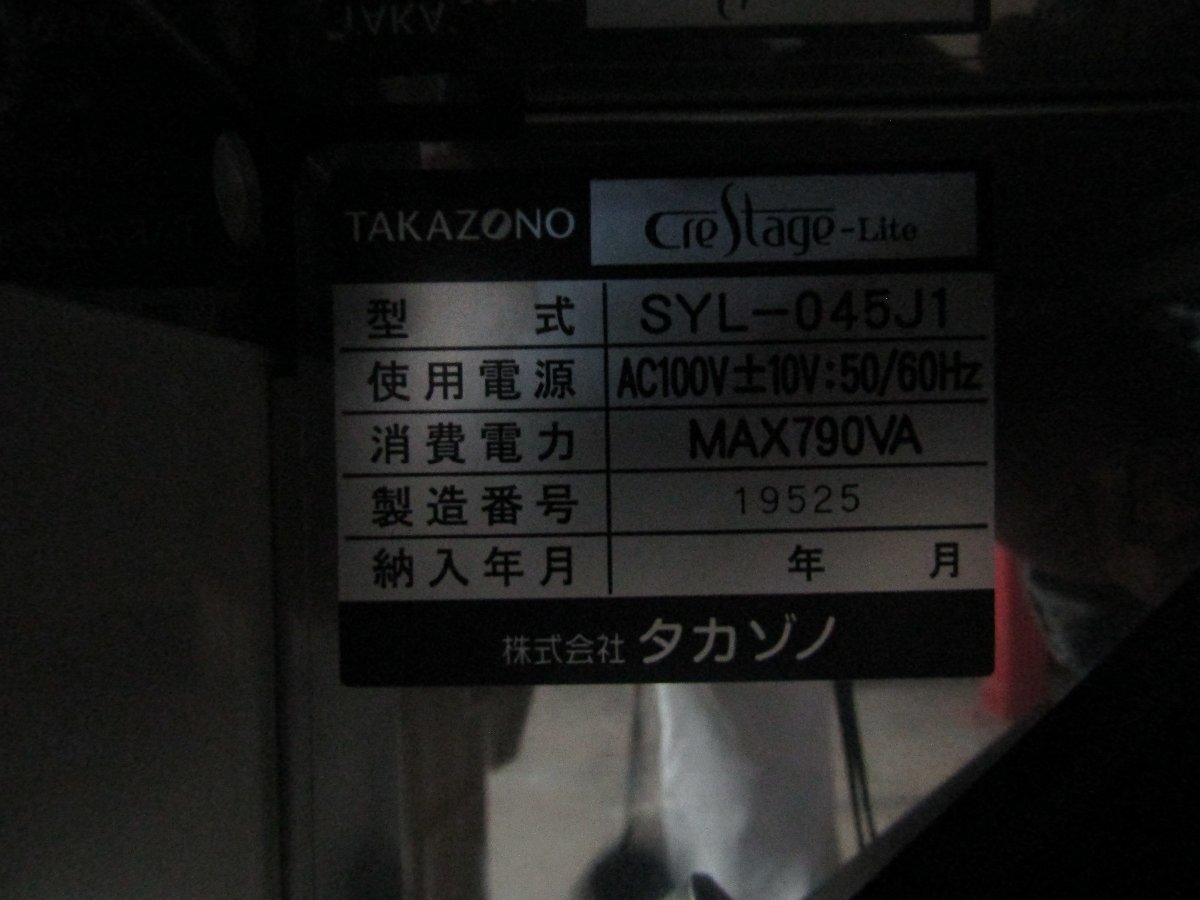 TAKAZONO CreStage-Lite
型式 SYL-045J1
使用電源 AC100V±10V:50/60Hz
消費電力 MAX790VA
製造番号 19525
納入年月 年 月
株式会社 タカゾノ